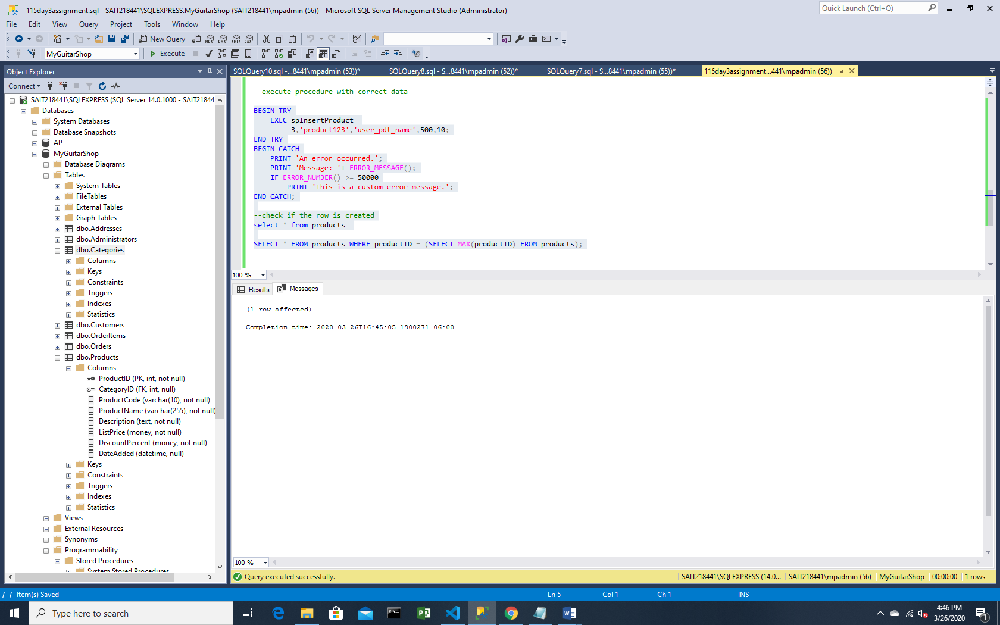 115day3assignment.sql - SAIT218441\SQLEXPRESS.MyGuitarShop (SAIT218441\mpadmin (56)) - Microsoft SQL Server Management Studio (Administrator)
Quick Launch (Ctrl+Q)
File Edit View Query Project Tools Window Help
New Query MDX DMX XMLA DAX
MyGuitarShop Execute
Object Explorer
SQLQuery10.sql -...8441\mpadmin (53))* SQLQuery8.sql - S...8441\mpadmin (52))* SQLQuery7.sql - S...8441\mpadmin (55))* 115day3assignment...441\mpadmin (56))
Connect
SAIT218441\SQLEXPRESS (SQL Server 14.0.1000 - SAIT21844
Databases
System Databases
Database Snapshots
AP
MyGuitarShop
Database Diagrams
Tables
System Tables
FileTables
External Tables
Graph Tables
dbo.Addresses
dbo.Administrators
dbo.Categories
Columns
Keys
Constraints
Triggers
Indexes
Statistics
dbo.Customers
dbo.OrderItems
dbo.Orders
dbo.Products
Columns
ProductID (PK, int, not null)
CategoryID (FK, int, null)
ProductCode (varchar(10), not null)
ProductName (varchar(255), not null)
Description (text, not null)
ListPrice (money, not null)
DiscountPercent (money, not null)
DateAdded (datetime, null)
Keys
Constraints
Triggers
Indexes
Statistics
Views
External Resources
Synonyms
Programmability
Stored Procedures
System Stored Procedures
--execute procedure with correct data
BEGIN TRY
EXEC spInsertProduct
3,'product123','user_pdt_name',500,10;
END TRY
BEGIN CATCH
PRINT 'An error occurred.';
PRINT 'Message: '+ ERROR_MESSAGE();
IF ERROR_NUMBER() >= 50000
PRINT 'This is a custom error message.';
END CATCH;
--check if the row is created
select * from products
SELECT * FROM products WHERE productID = (SELECT MAX(productID) FROM products);
100 %
Results Messages
(1 row affected)
Completion time: 2020-03-26T16:45:05.1900271-06:00
100 %
Query executed successfully. SAIT218441\SQLEXPRESS (14.0... SAIT218441\mpadmin (56) MyGuitarShop 00:00:00 1 rows
Item(s) Saved Ln 5 Col 1 Ch 1 INS
Type here to search
4:46 PM
3/26/2020
1